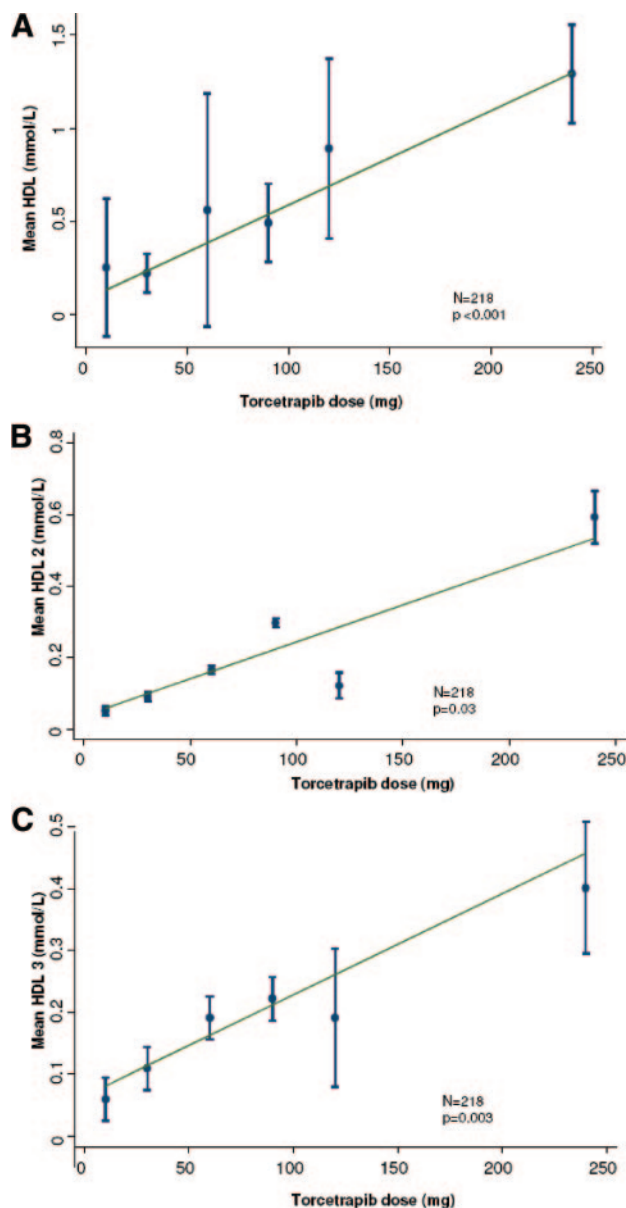 A
Mean HDL (mmol/L)
1.5
1
0.5
0
N=218
p <0.001
0 50 100 150 200 250
Torcetrapib dose (mg)
B
Mean HDL 2 (mmol/L)
0.8
0.6
0.4
0.2
0
N=218
p=0.03
0 50 100 150 200 250
Torcetrapib dose (mg)
C
Mean HDL 3 (mmol/L)
0.5
0.4
0.3
0.2
0.1
0
N=218
p=0.003
0 50 100 150 200 250
Torcetrapib dose (mg)